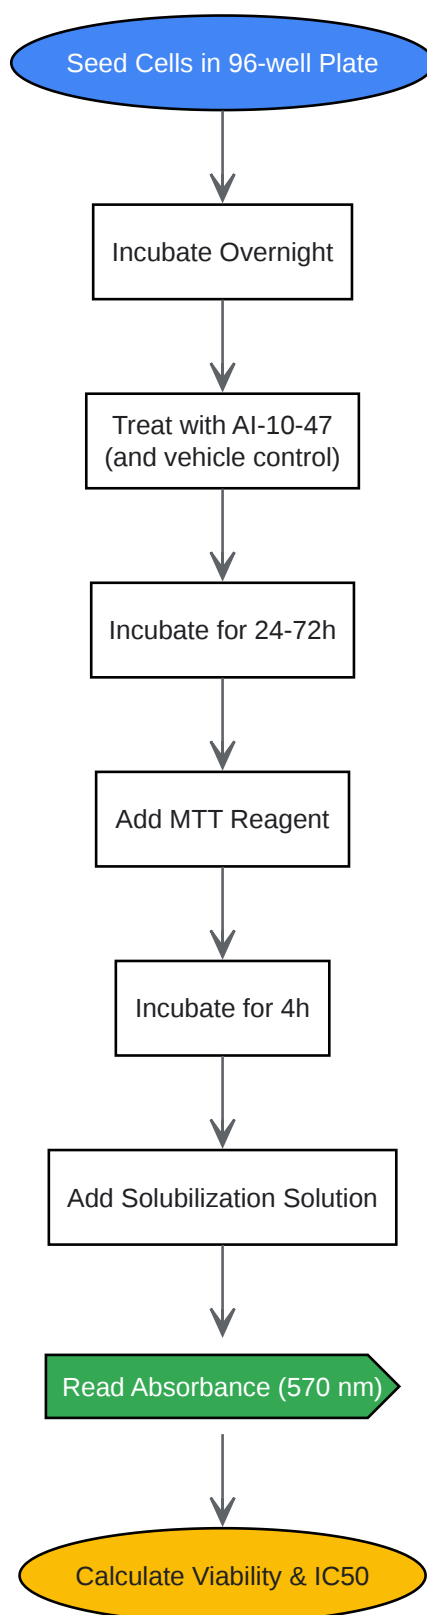 Seed Cells in 96-well Plate
Incubate Overnight
Treat with AI-10-47
(and vehicle control)
Incubate for 24-72h
Add MTT Reagent
Incubate for 4h
Add Solubilization Solution
Read Absorbance (570 nm)
Calculate Viability & IC50